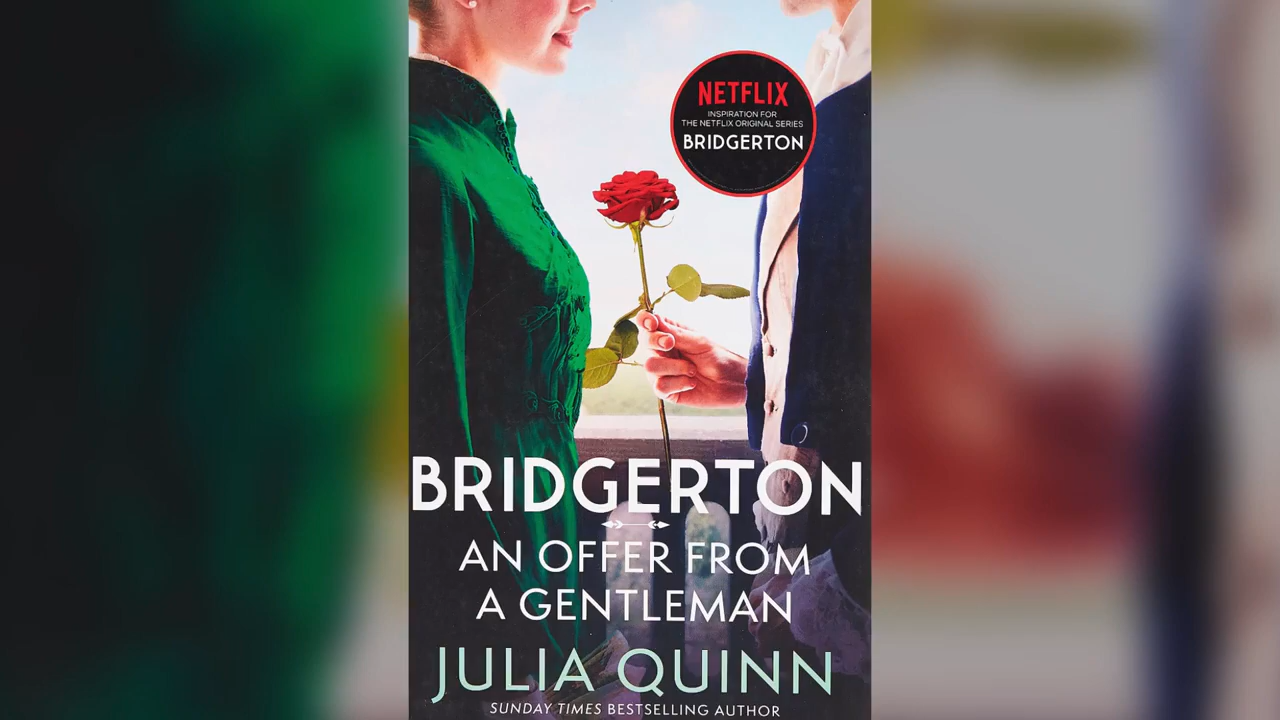 NETFLIX
INSPIRATION FOR
THE NETFLIX ORIGINAL SERIES
BRIDGERTON
BRIDGERTON
AN OFFER FROM
A GENTLEMAN
JULIA QUINN
SUNDAY TIMES BESTSELLING AUTHOR